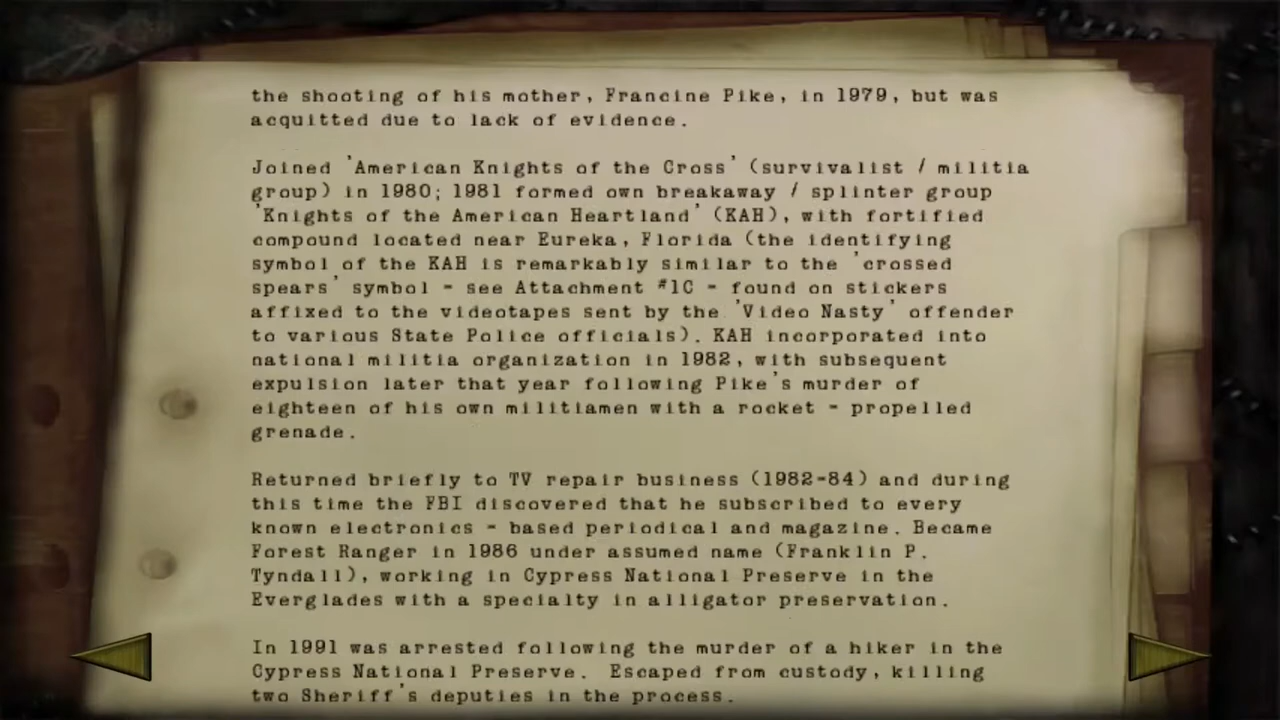 the shooting of his mother, Francine Pike, in 1979, but was
acquitted due to lack of evidence.
Joined 'American Knights of the Cross' (survivalist / militia
group) in 1980; 1981 formed own breakaway / splinter group
'Knights of the American Heartland' (KAH), with fortified
compound located near Eureka, Florida (the identifying
symbol of the KAH is remarkably similar to the 'crossed
spears' symbol - see Attachment #1C - found on stickers
affixed to the videotapes sent by the 'Video Nasty' offender
to various State Police officials). KAH incorporated into
national militia organization in 1982, with subsequent
expulsion later that year following Pike's murder of
eighteen of his own militiamen with a rocket - propelled
grenade.
Returned briefly to TV repair business (1982-84) and during
this time the FBI discovered that he subscribed to every
known electronics - based periodical and magazine. Became
Forest Ranger in 1986 under assumed name (Franklin P.
Tyndall), working in Cypress National Preserve in the
Everglades with a specialty in alligator preservation.
In 1991 was arrested following the murder of a hiker in the
Cypress National Preserve. Escaped from custody, killing
two Sheriff's deputies in the process.